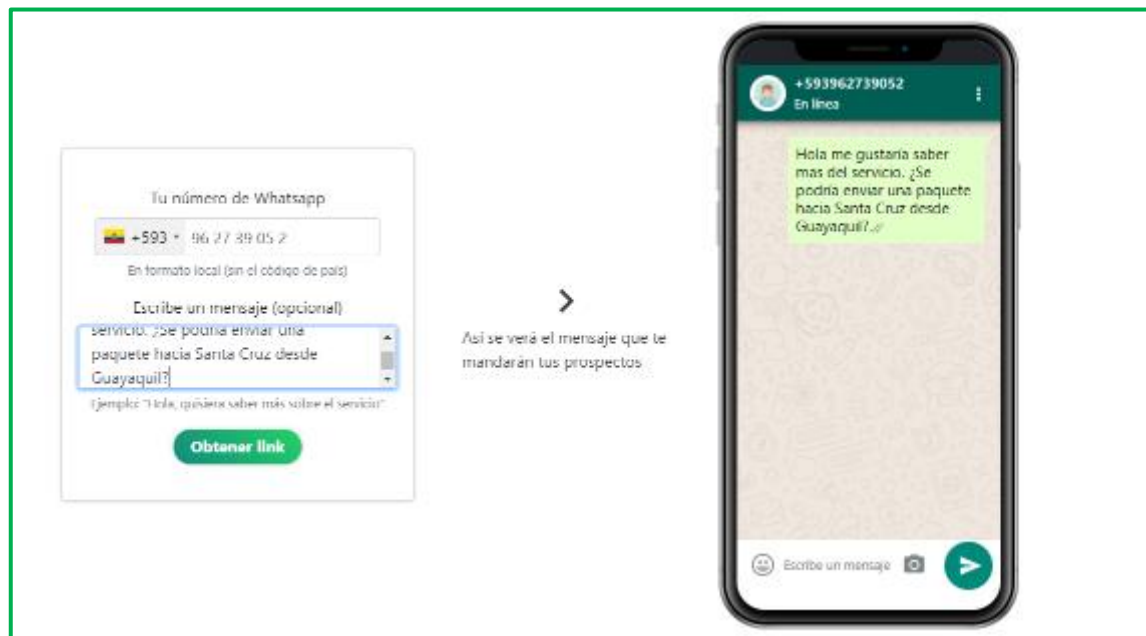 Tu número de Whatsapp
+593 96 27 39 05 2
En formato local (sin el código de país)
Escribe un mensaje (opcional)
servicio. ¿Se podría enviar una
paquete hacia Santa Cruz desde
Guayaquil?
Ejemplo: "Hola, quisiera saber más sobre el servicio"
Obtener link
Así se verá el mensaje que te
mandarán tus prospectos
+593962739052
En línea
Hola me gustaría saber
mas del servicio. ¿Se
podría enviar una paquete
hacia Santa Cruz desde
Guayaquil?
Escribe un mensaje